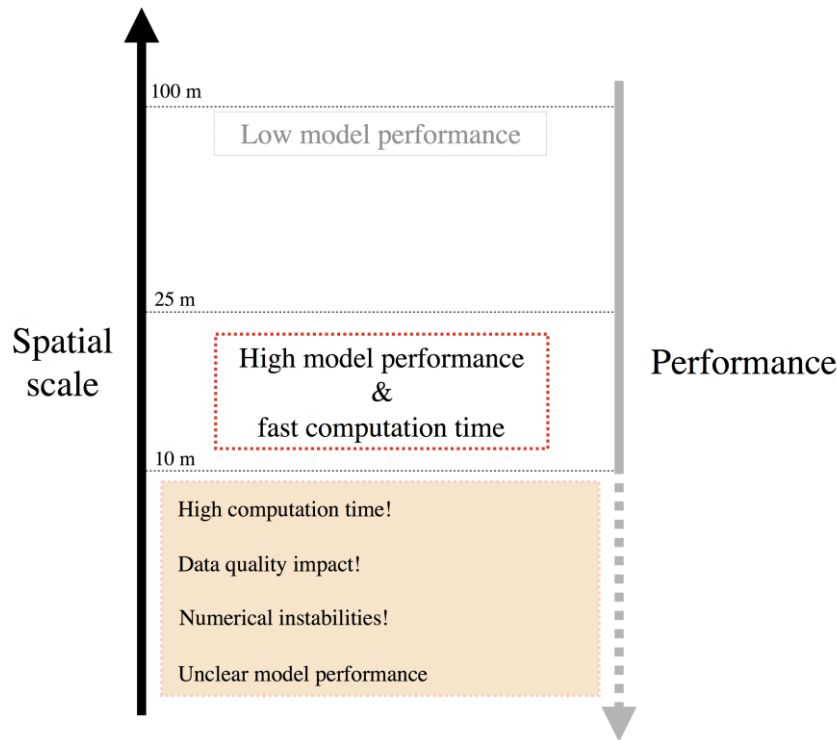 100 m
Low model performance
25 m
Spatial
scale
High model performance
&
fast computation time
Performance
10 m
High computation time!
Data quality impact!
Numerical instabilities!
Unclear model performance